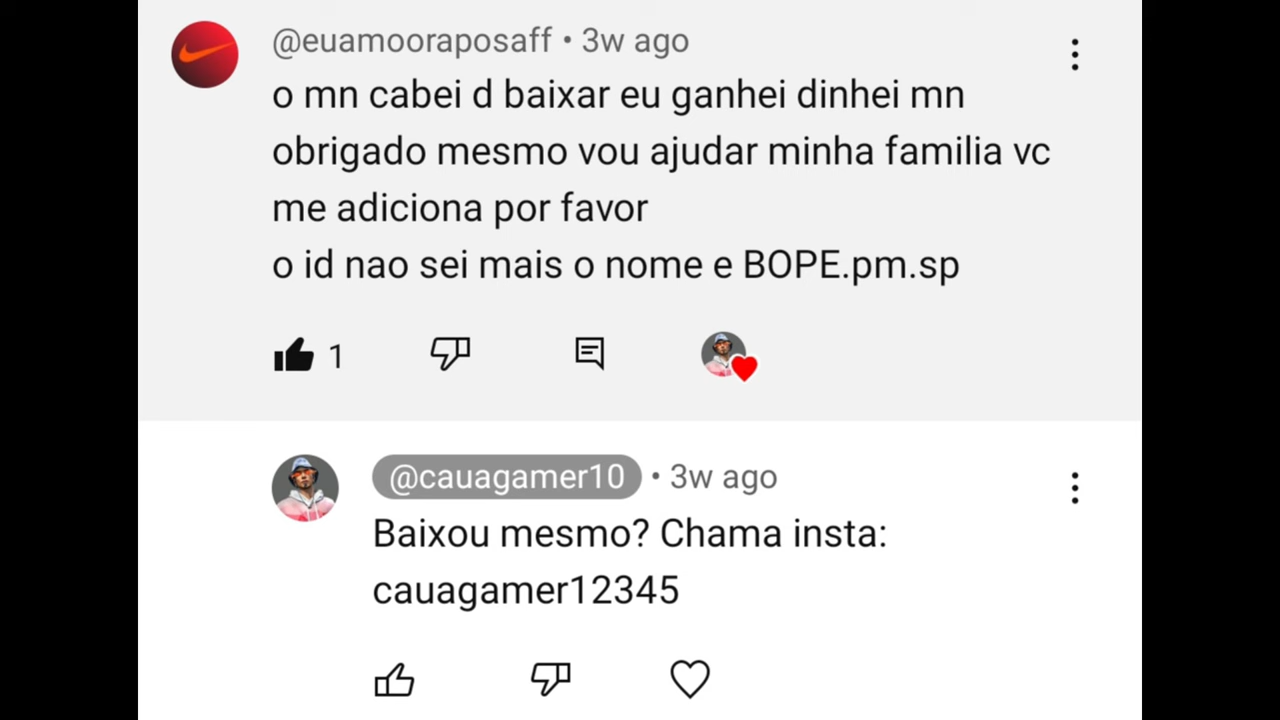 @euamooraposaff • 3w ago
o mn cabei d baixar eu ganhei dinhei mn
obrigado mesmo vou ajudar minha familia vc
me adiciona por favor
o id nao sei mais o nome e BOPE.pm.sp
1
@cauagamer10 • 3w ago
Baixou mesmo? Chama insta:
cauagamer12345